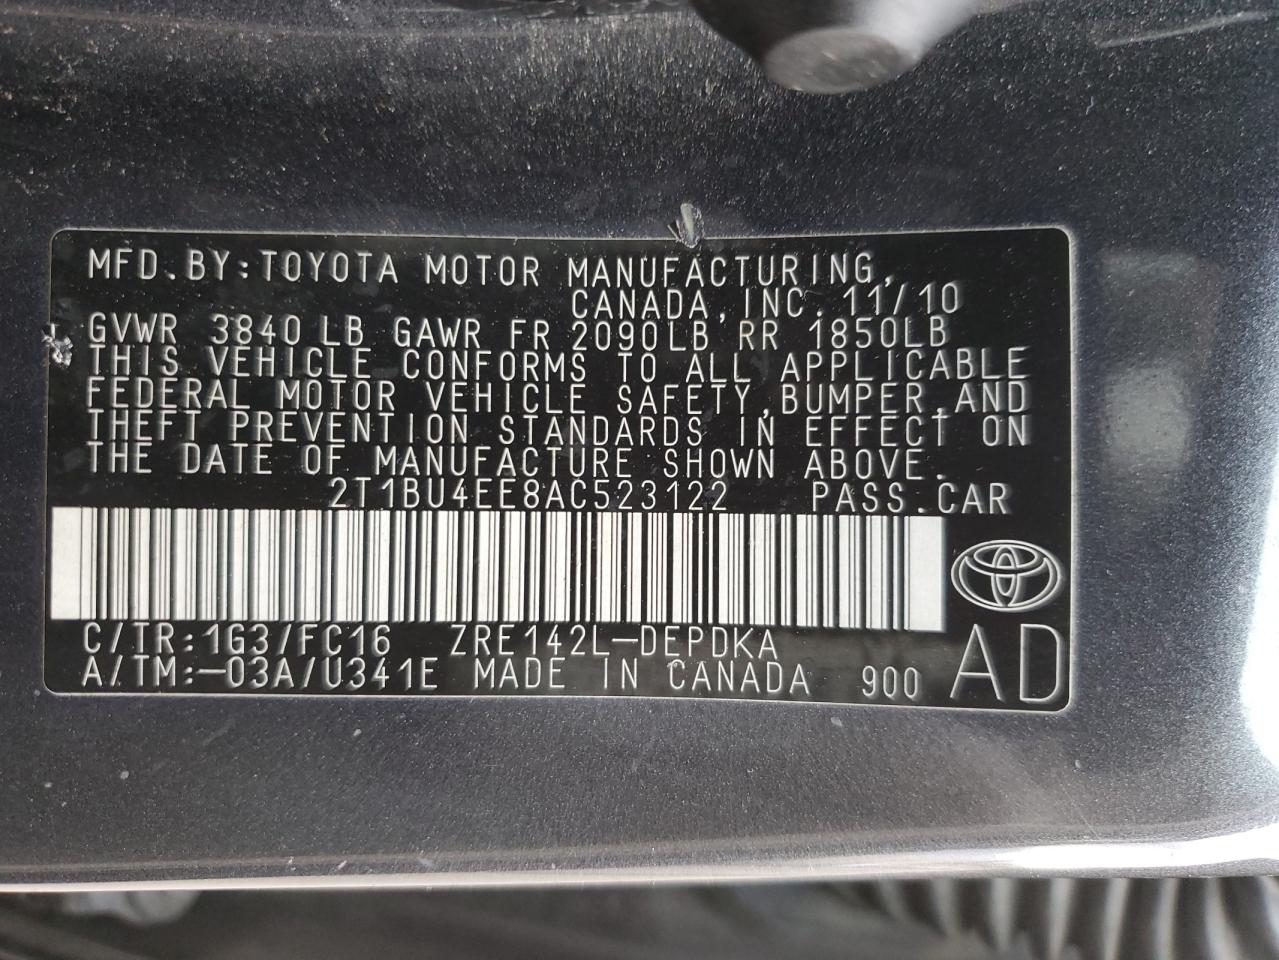 MFD.BY:TOYOTA MOTOR MANUFACTURING,
CANADA,INC. 11/10
GVWR 3840LB GAWR FR 2090LB RR 1850LB
THIS VEHICLE CONFORMS TO ALL APPLICABLE
FEDERAL MOTOR VEHICLE SAFETY,BUMPER,AND
THEFT PREVENTION STANDARDS IN EFFECT ON
THE DATE OF MANUFACTURE SHOWN ABOVE.
2T1BU4EE8AC523122 PASS.CAR
C/TR:1G3/FC16 ZRE142L-DEPDKA
A/TM:-03A/U341E MADE IN CANADA 900 AD